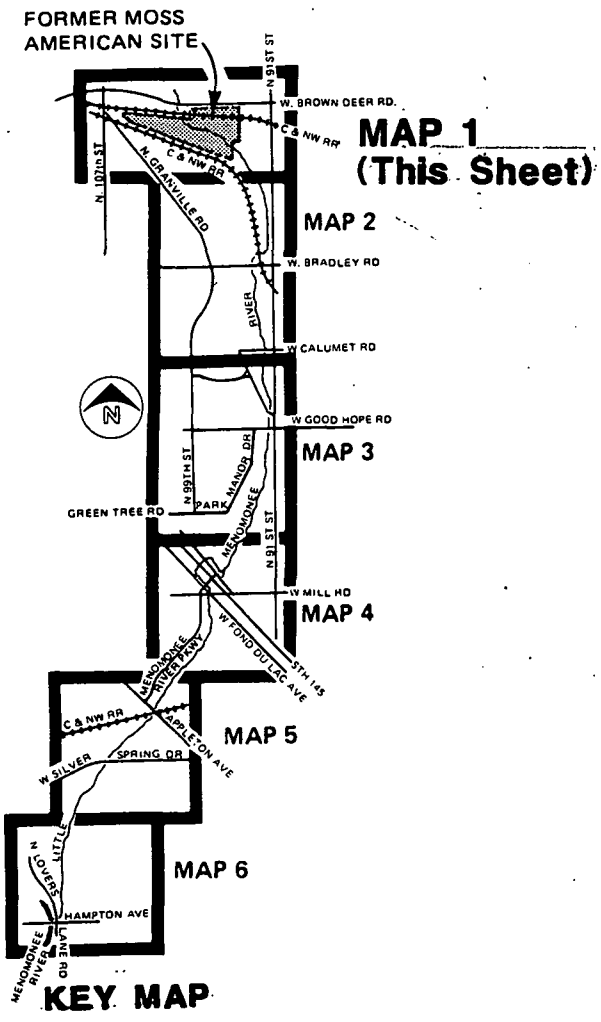 FORMER MOSS
AMERICAN SITE
N 91ST ST
W. BROWN DEER RD.
C & NW RR
MAP 1
(This Sheet)
N. 107th ST
N. GRANVILLE RD
C & NW RR
MAP 2
W. BRADLEY RD
RIVER
W CALUMET RD
N
W GOOD HOPE RD
MAP 3
N 99TH ST
PARK MANOR DR
GREEN TREE RD
MENOMONEE
N 91 ST ST
W MILL RD
MAP 4
W FOND DU LAC AVE
STH 145
MENOMONEE
RIVER PKWY
C & NW RR
APPLETON AVE
MAP 5
W SILVER SPRING DR
LITTLE
MAP 6
N LOVERS
LANE RD
HAMPTON AVE
MENOMONEE
RIVER
KEY MAP